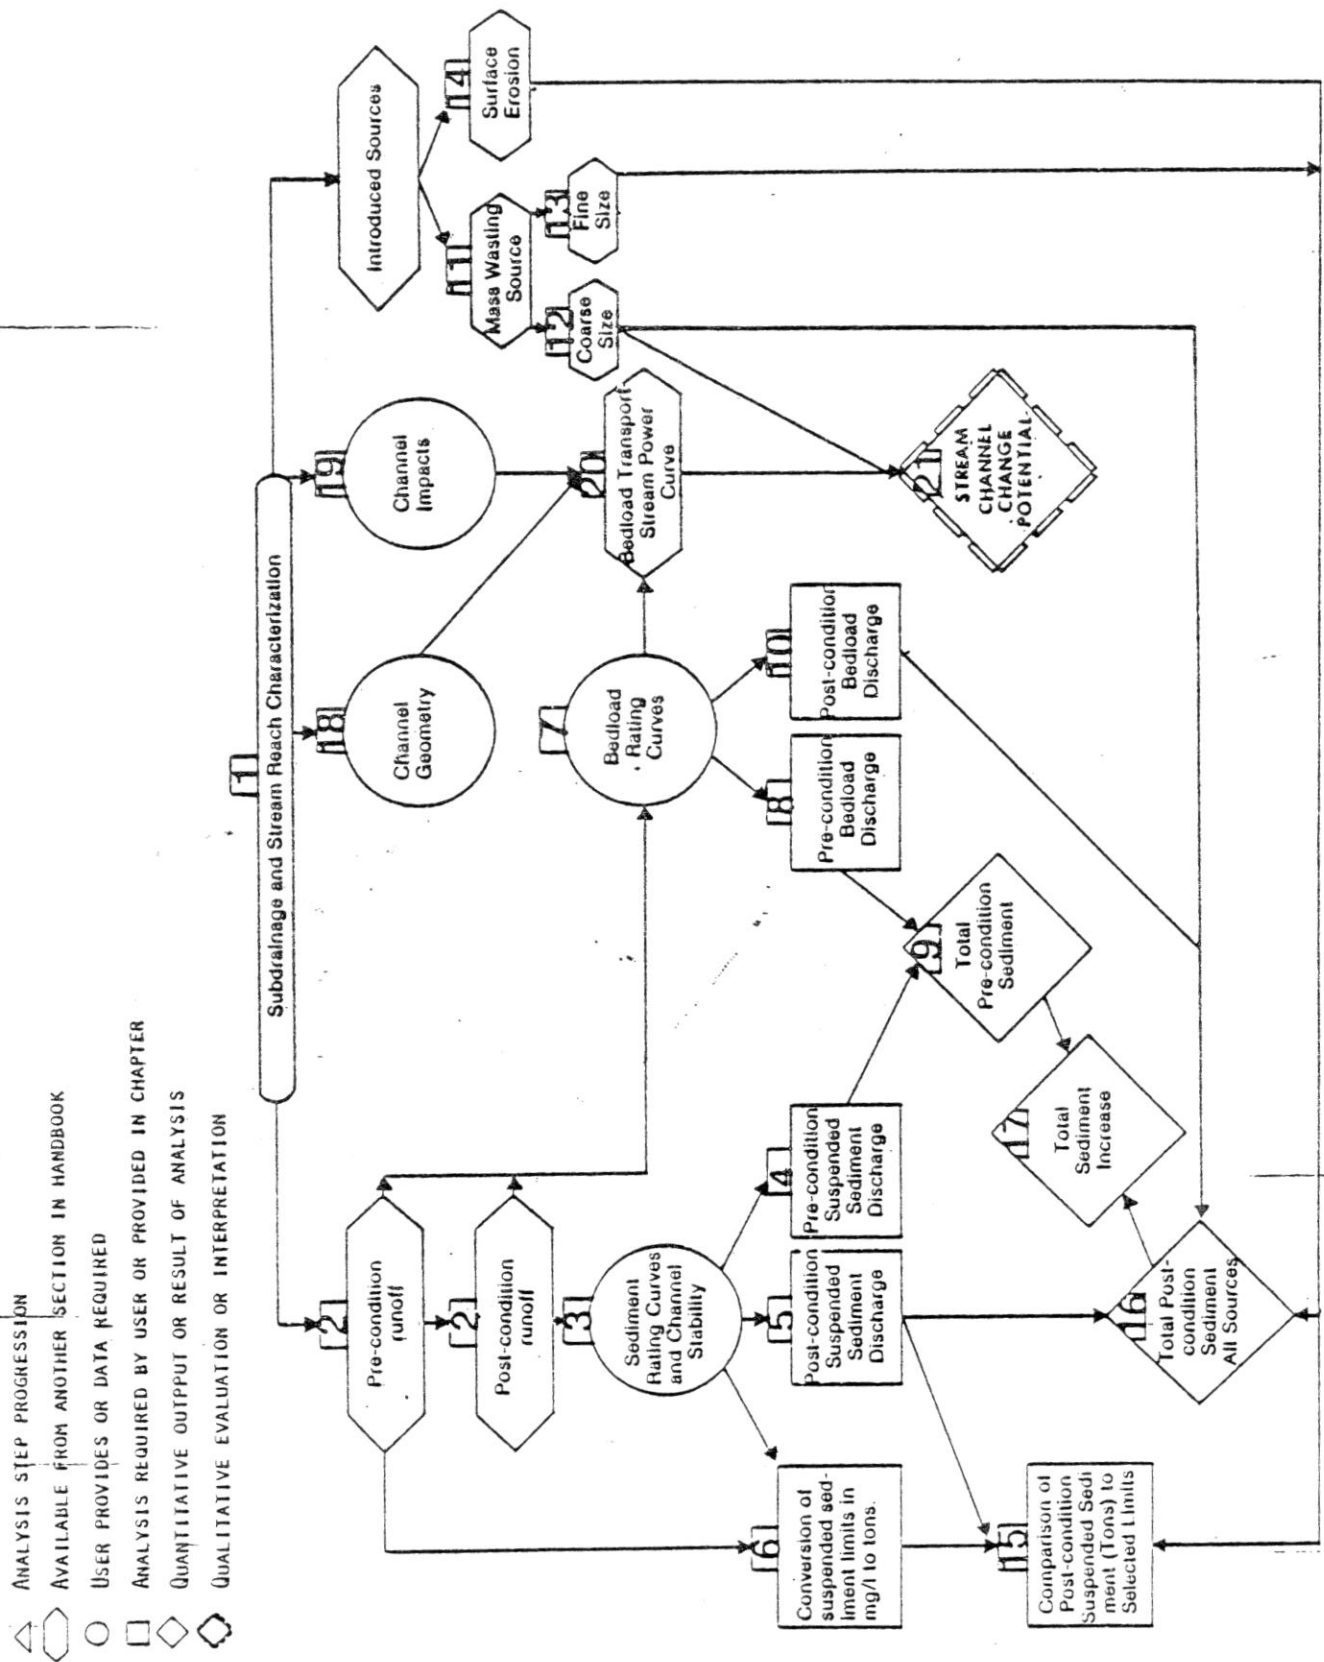 ANALYSIS STEP PROGRESSION
AVAILABLE FROM ANOTHER SECTION IN HANDBOOK
USER PROVIDES OR DATA REQUIRED
ANALYSIS REQUIRED BY USER OR PROVIDED IN CHAPTER
QUANTITATIVE OUTPPUT OR RESULT OF ANALYSIS
QUALITATIVE EVALUATION OR INTERPRETATION
1
Subdrainage and Stream Reach Characterization
2
Pre-condition
runoff
2
Post-condition
runoff
3
Sediment
Rating Curves
and Channel
Stability
4
Pre-condition
Suspended
Sediment
Discharge
5
Post-condition
Suspended
Sediment
Discharge
6
Conversion of
suspended sed-
iment limits in
mg/l to tons.
7
Bedload
Rating
Curves
8
Pre-condition
Bedload
Discharge
9
Total
Pre-condition
Sediment
10
Post-condition
Bedload
Discharge
Introduced Sources
11
Mass Wasting
Source
12
Coarse
Size
13
Fine
Size
14
Surface
Erosion
15
Comparison of
Post-condition
Suspended Sedi
ment (Tons) to
Selected Limits
16
Total Post-
condition
Sediment
All Sources
17
Total
Sediment
Increase
18
Channel
Geometry
19
Channel
Impacts
20
Bedload Transport
Stream Power
Curve
21
STREAM
CHANNEL
CHANGE
POTENTIAL